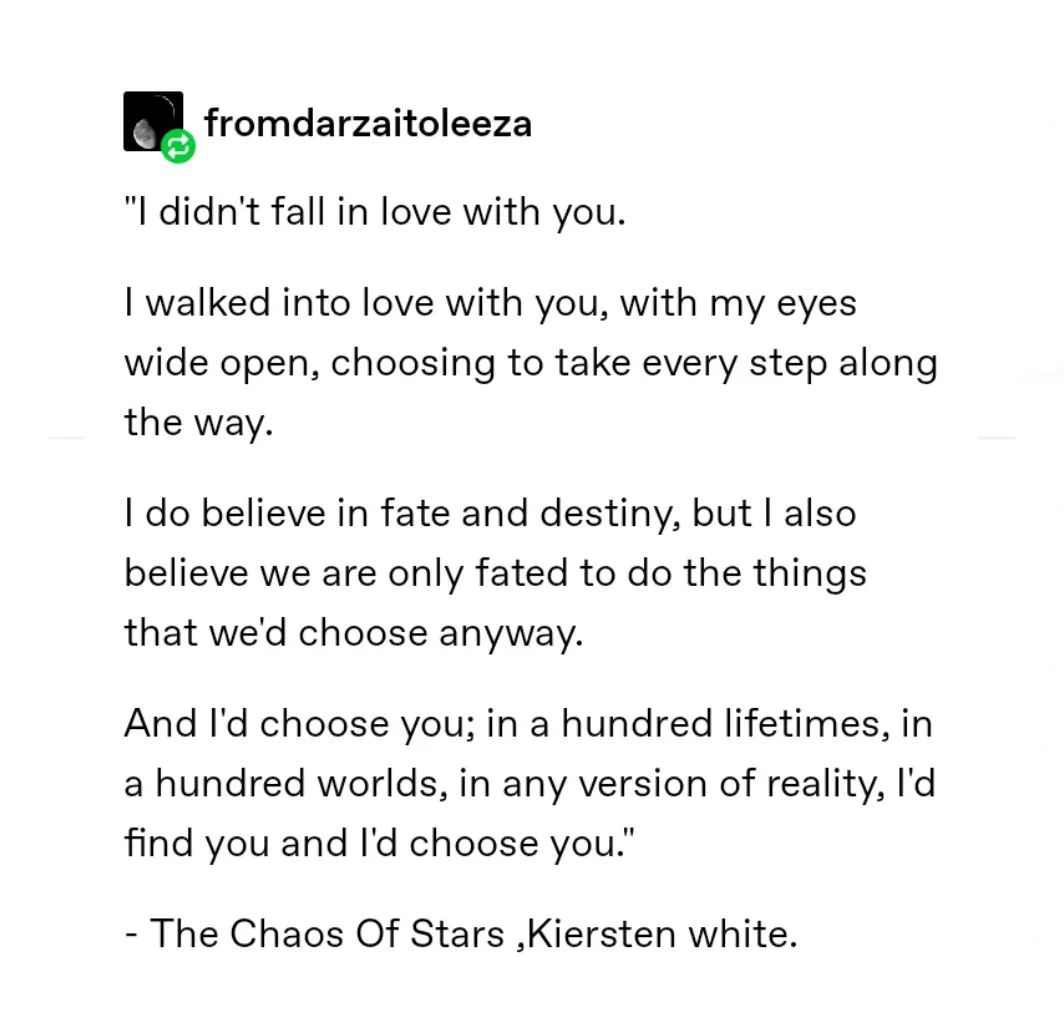 fromdarzaitoleeza
"I didn't fall in love with you.
I walked into love with you, with my eyes
wide open, choosing to take every step along
the way.
I do believe in fate and destiny, but I also
believe we are only fated to do the things
that we'd choose anyway.
And I'd choose you; in a hundred lifetimes, in
a hundred worlds, in any version of reality, I'd
find you and I'd choose you."
- The Chaos Of Stars ,Kiersten white.